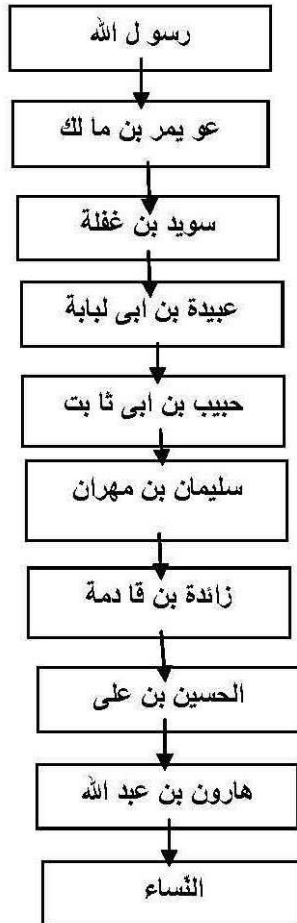 رسو ل الله
عو يمر بن ما لك
سويد بن غفلة
عبيدة بن ابى لبابة
حبيب بن ابى ثا بت
سليمان بن مهران
زائدة بن قا دمة
الحسين بن على
هارون بن عبد الله
النّساء